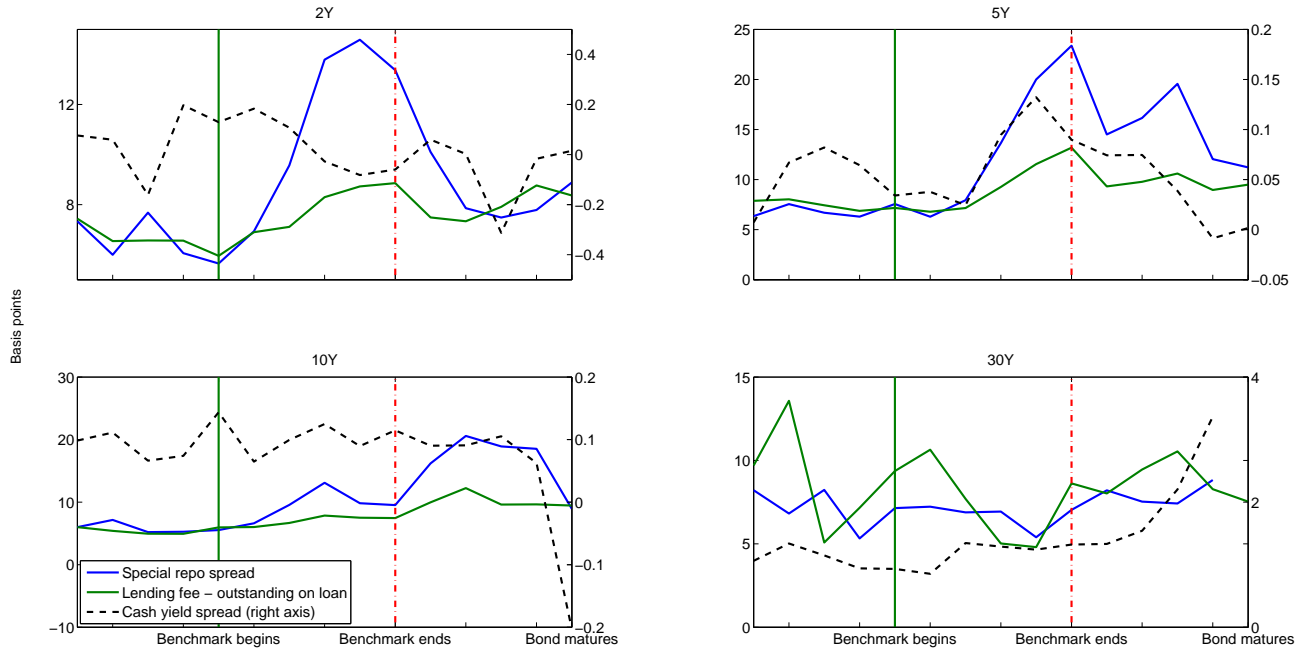 2Y
12
8
0.4
0.2
0
−0.2
−0.4
5Y
25
20
15
10
5
0
0.2
0.15
0.1
0.05
0
−0.05
Basis points
10Y
30
20
10
0
−10
0.2
0.1
0
−0.1
−0.2
Special repo spread
Lending fee − outstanding on loan
Cash yield spread (right axis)
Benchmark begins
Benchmark ends
Bond matures
30Y
15
10
5
0
4
2
0
Benchmark begins
Benchmark ends
Bond matures